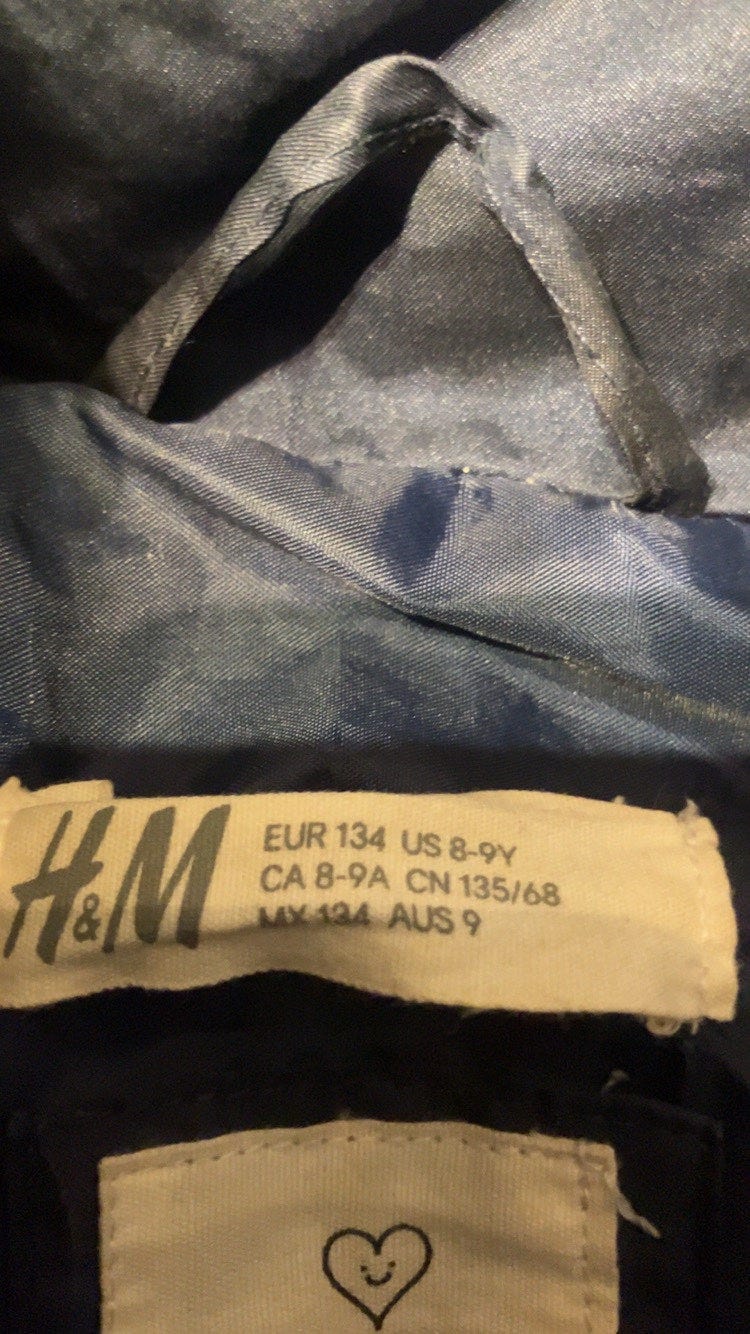 H&M
EUR 134 US 8-9Y
CA 8-9A CN 135/68
MX 134 AUS 9